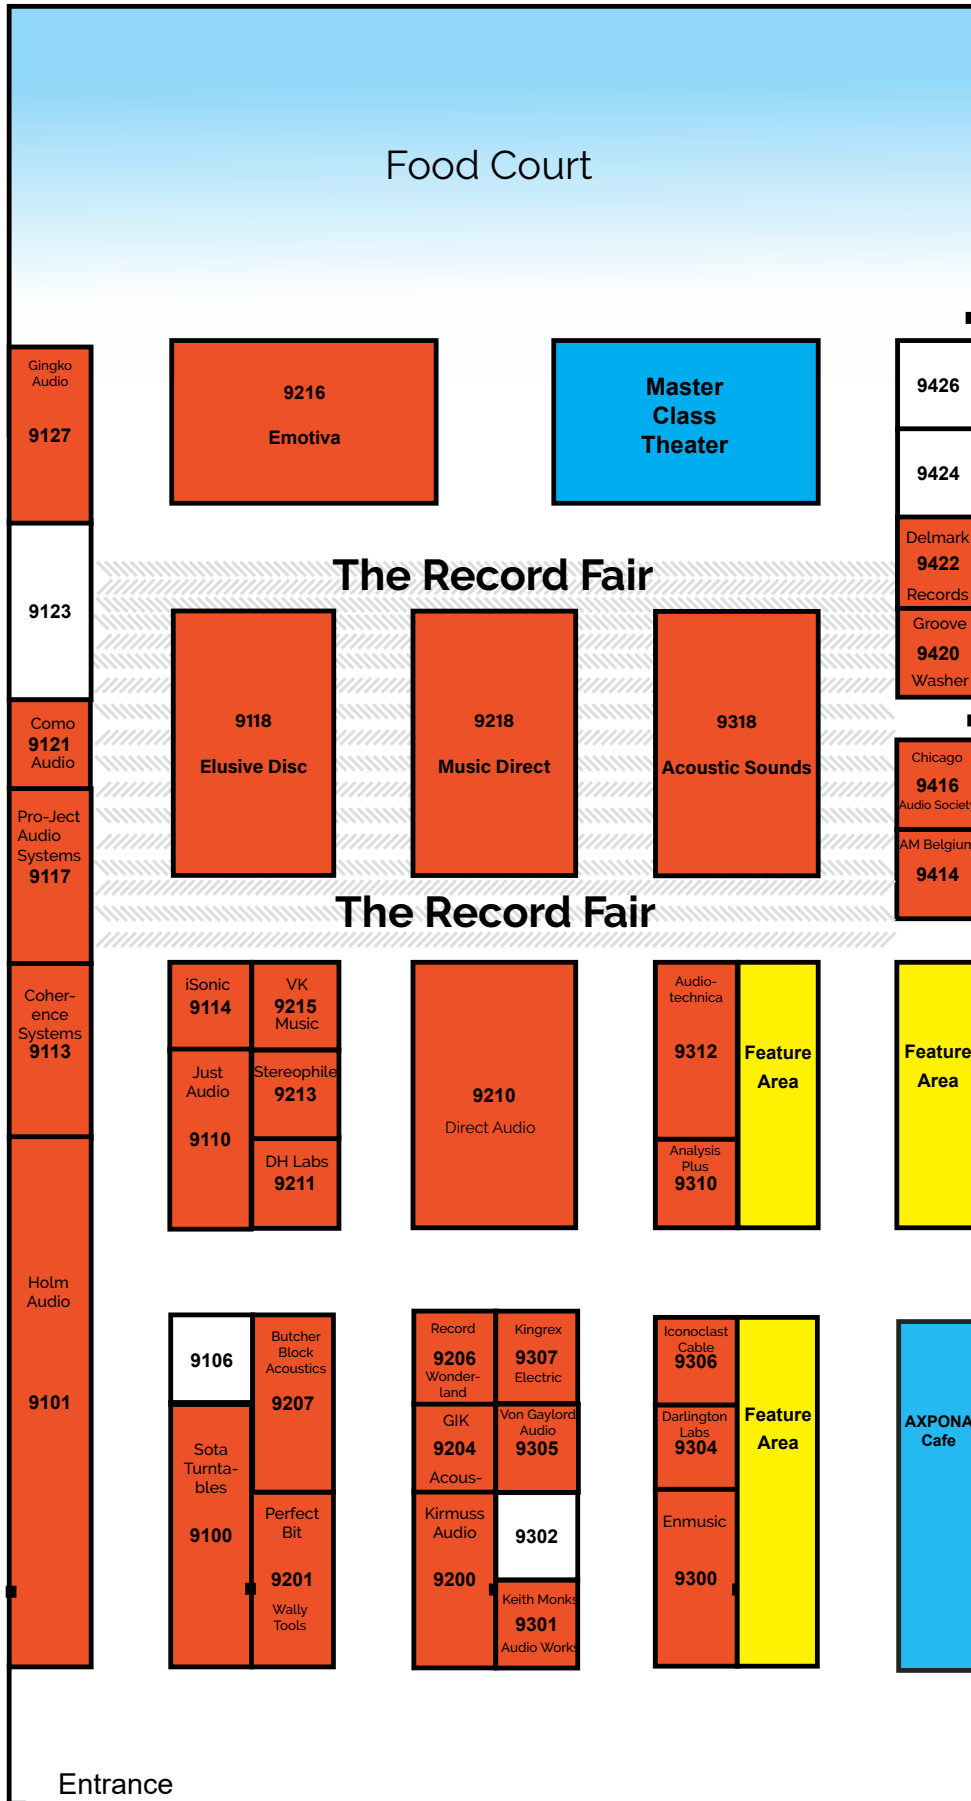 Food Court
Gingko
Audio
9127
9216
Emotiva
Master
Class
Theater
9426
9424
Delmark
9422
Records
Groove
9420
Washer
The Record Fair
9123
9118
Elusive Disc
9218
Music Direct
9318
Acoustic Sounds
Como
9121
Audio
Chicago
9416
Audio Society
Pro-Ject
Audio
Systems
9117
AM Belgium
9414
The Record Fair
Coher-
ence
Systems
9113
iSonic
9114
VK
9215
Music
Just
Audio
9110
Stereophile
9213
DH Labs
9211
9210
Direct Audio
Audio-
technica
9312
Analysis
Plus
9310
Feature
Area
Feature
Area
Holm
Audio
9101
9106
Butcher
Block
Acoustics
9207
Sota
Turnta-
bles
9100
Perfect
Bit
9201
Wally
Tools
Record
9206
Wonder-
land
Kingrex
9307
Electric
GIK
9204
Acous-
Von Gaylord
Audio
9305
Kirmuss
Audio
9200
9302
Keith Monks
9301
Audio Works
Iconoclast
Cable
9306
Darlington
Labs
9304
Enmusic
9300
Feature
Area
AXPONA
Cafe
Entrance